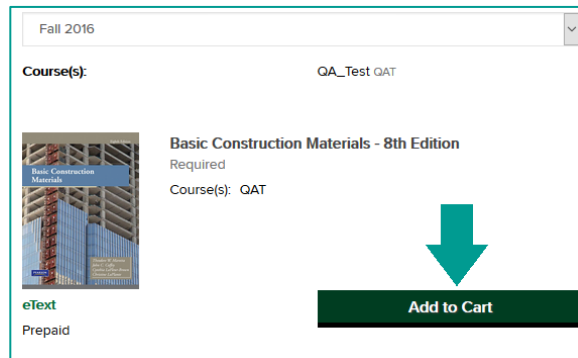 Fall 2016
Course(s): QA_Test QAT
Basic Construction Materials - 8th Edition
Required
Course(s): QAT
Basic Construction
Materials
eText
Prepaid
Add to Cart